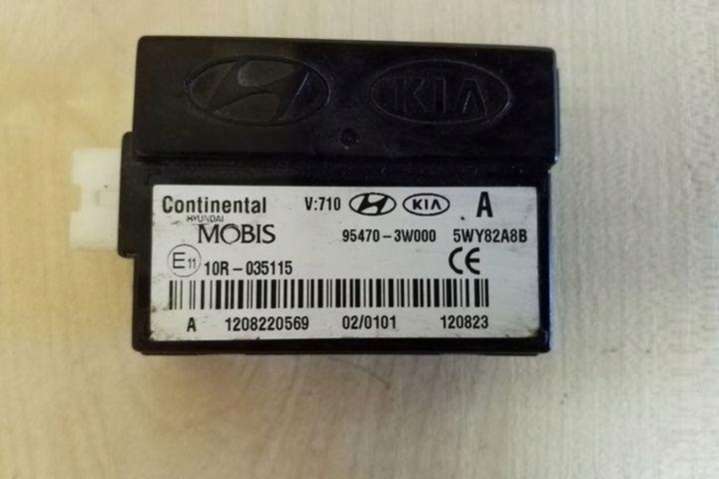 KIA
Continental V:710 KIA A
HYUNDAI
MOBIS 95470-3W000 5WY82A8B
E11 10R-035115 CE
A 1208220569 02/0101 120823